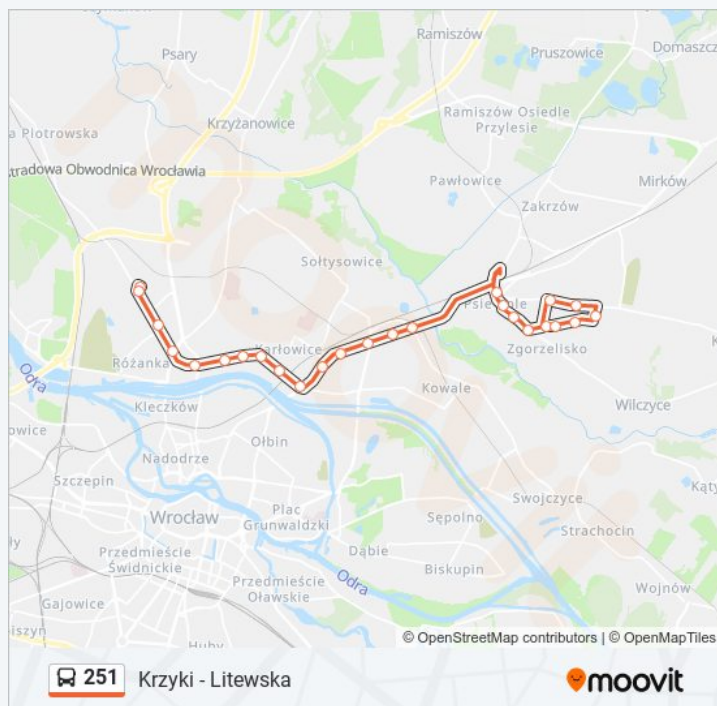 Ramiszów
Pruszowice
Domaszcz
Psary
Krzyżanowice
Ramiszów Osiedle
Przylesie
a Piotrowska
stradowa Obwodnica Wrocławia
Pawłowice
Mirków
Zakrzów
Sołtysowice
Psie Pole
Karłowice
Zgorzelisko
K
Różanka
Odra
Kowale
Kleczków
Wilczyce
owice
Ołbin
Nadodrze
Kąty
Szczepin
Swojczyce
Plac
Grunwaldzki
Wrocław
Sępolno
Strachocin
Dąbie
Przedmieście
Świdnickie
Biskupin
Odra
Wojnów
Przedmieście
Oławskie
Gajowice
iszyn
Huby
© OpenStreetMap contributors | © OpenMapTiles
251 Krzyki - Litewska
moovit